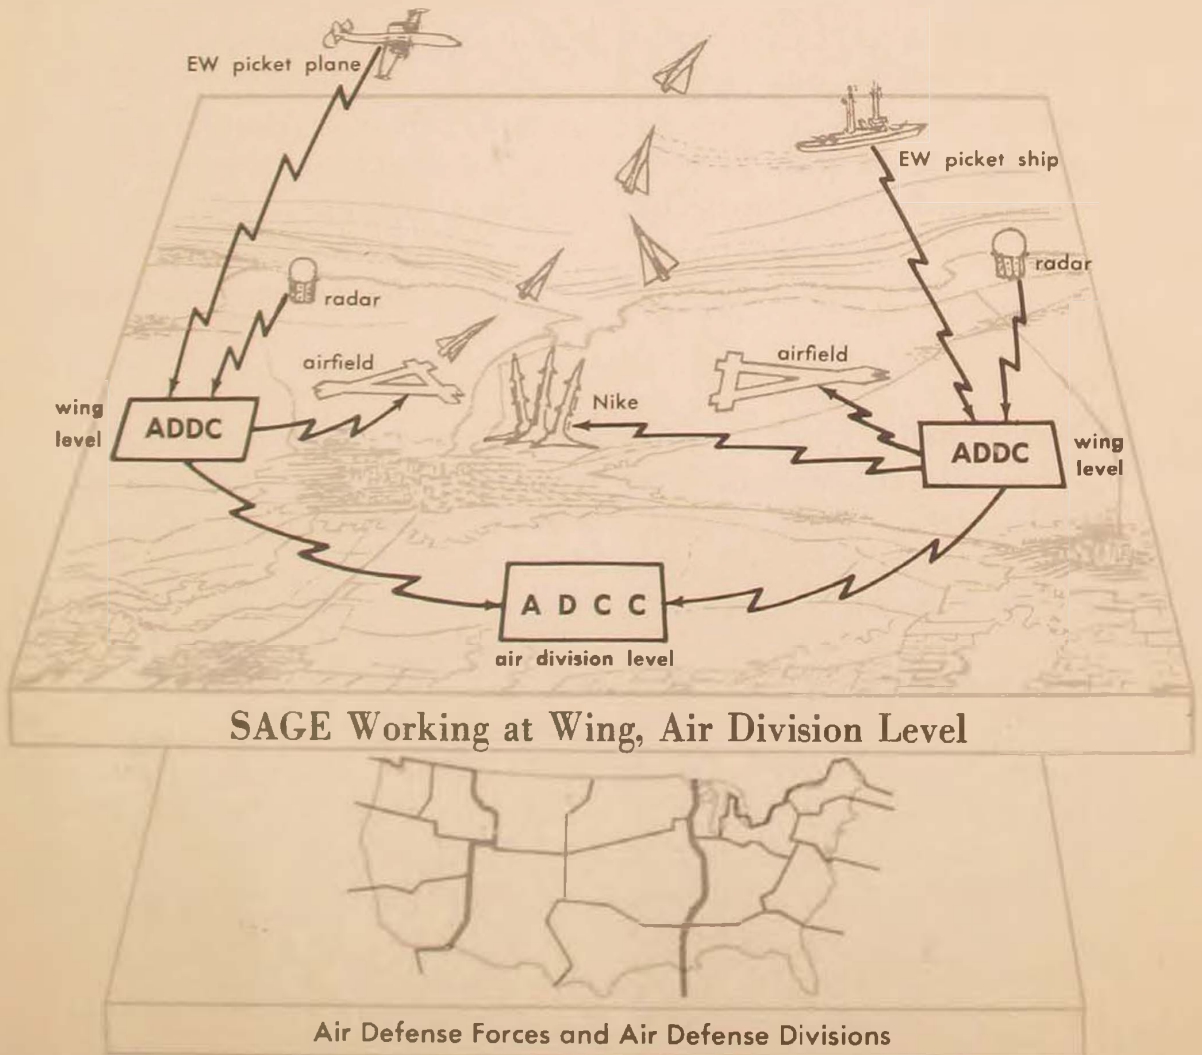 EW picket plane
EW picket ship
radar
radar
airfield
airfield
Nike
wing
level
ADDC
ADDC
wing
level
A D C C
air division level
SAGE Working at Wing, Air Division Level
Air Defense Forces and Air Defense Divisions